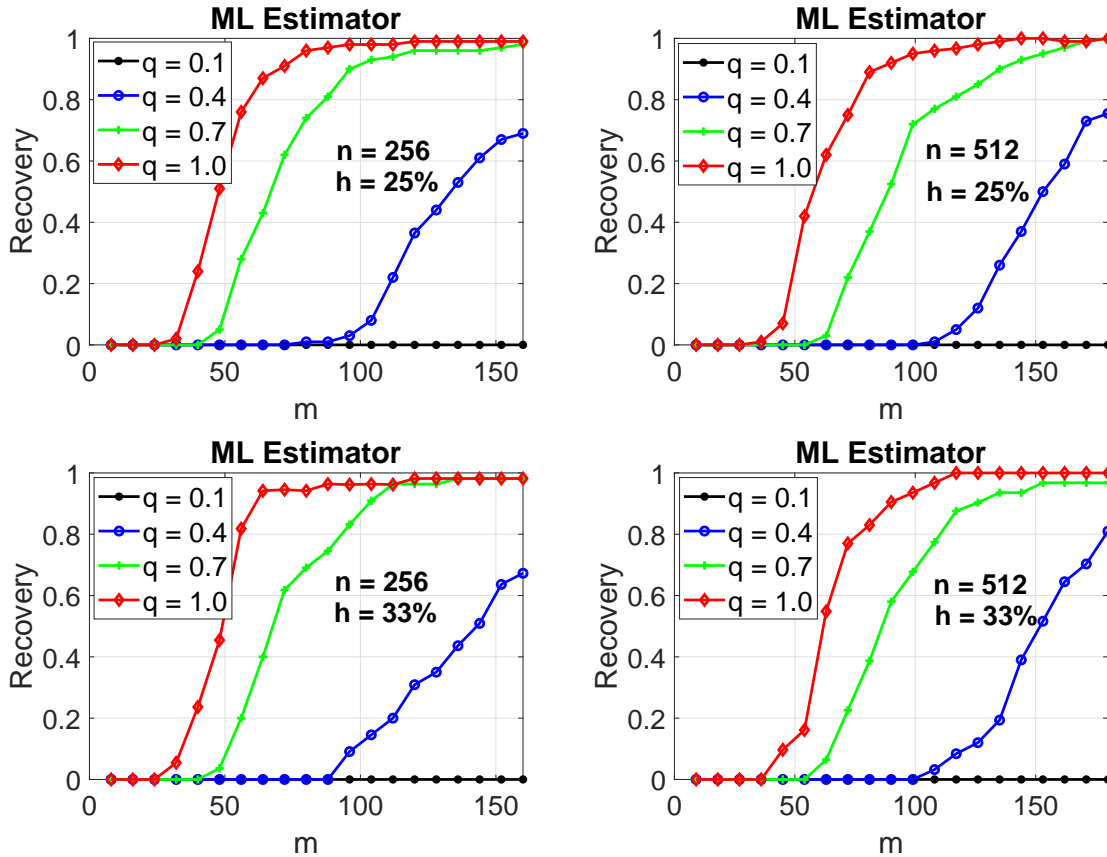 ML Estimator
1
0.8
0.6
0.4
0.2
0
q = 0.1
q = 0.4
q = 0.7
q = 1.0
n = 256
h = 25%
0 50 100 150
m
Recovery
ML Estimator
1
0.8
0.6
0.4
0.2
0
q = 0.1
q = 0.4
q = 0.7
q = 1.0
n = 512
h = 25%
0 50 100 150
m
Recovery
ML Estimator
1
0.8
0.6
0.4
0.2
0
q = 0.1
q = 0.4
q = 0.7
q = 1.0
n = 256
h = 33%
0 50 100 150
m
Recovery
ML Estimator
1
0.8
0.6
0.4
0.2
0
q = 0.1
q = 0.4
q = 0.7
q = 1.0
n = 512
h = 33%
0 50 100 150
m
Recovery